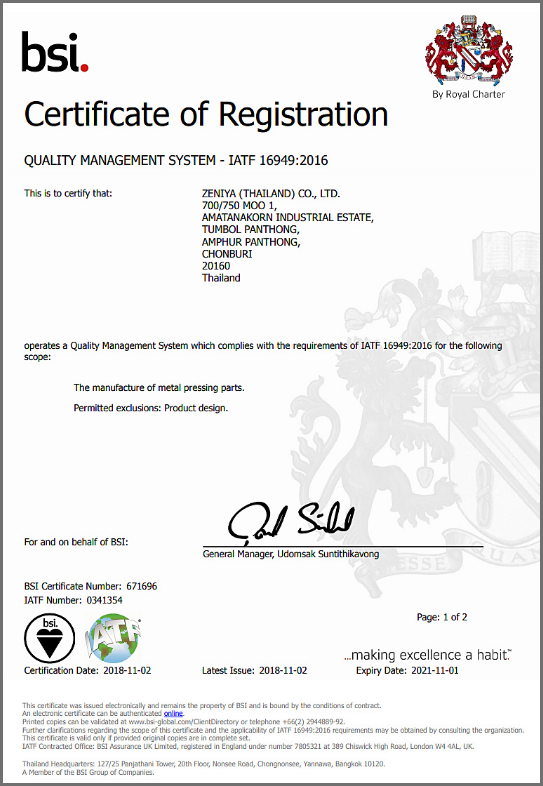 bsi.
By Royal Charter
Certificate of Registration
QUALITY MANAGEMENT SYSTEM - IATF 16949:2016
This is to certify that:
ZENIYA (THAILAND) CO., LTD.
700/750 MOO 1,
AMATANAKORN INDUSTRIAL ESTATE,
TUMBOL PANTHONG,
AMPHUR PANTHONG,
CHONBURI
20160
Thailand
operates a Quality Management System which complies with the requirements of IATF 16949:2016 for the following
scope:
The manufacture of metal pressing parts.
Permitted exclusions: Product design.
For and on behalf of BSI:
General Manager, Udomsak Suntithikavong
BSI Certificate Number: 671696
IATF Number: 0341354
Page: 1 of 2
bsi.
IATF
...making excellence a habit.™
Certification Date: 2018-11-02
Latest Issue: 2018-11-02
Expiry Date: 2021-11-01
This certificate was issued electronically and remains the property of BSI and is bound by the conditions of contract.
An electronic certificate can be authenticated online.
Printed copies can be validated at www.bsi-global.com/ClientDirectory or telephone +66(2) 2944889-92.
Further clarifications regarding the scope of this certificate and the applicability of IATF 16949:2016 requirements may be obtained by consulting the organization.
This certificate is valid only if provided original copies are in complete set.
IATF Contracted Office: BSI Assurance UK Limited, registered in England under number 7805321 at 389 Chiswick High Road, London W4 4AL, UK.
Thailand Headquarters: 127/25 Panjathani Tower, 20th Floor, Nonsee Road, Chongnonsee, Yannawa, Bangkok 10120.
A Member of the BSI Group of Companies.